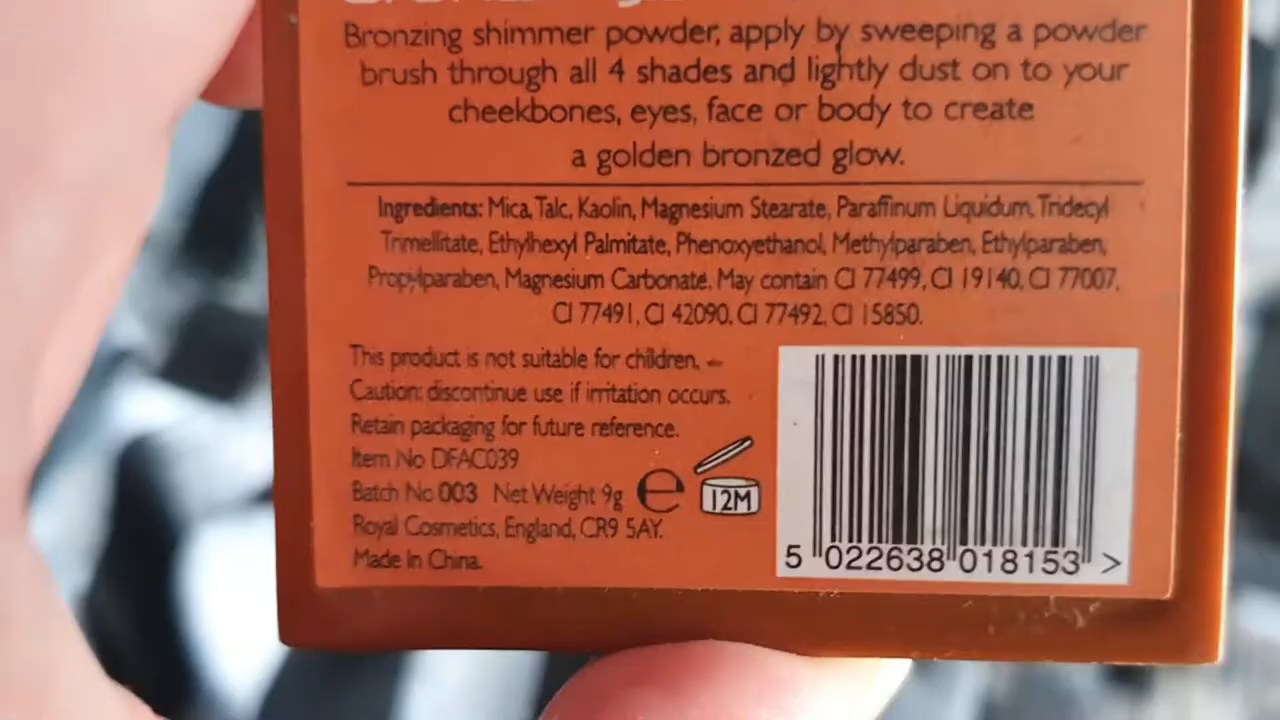 Bronzing shimmer powder, apply by sweeping a powder
brush through all 4 shades and lightly dust on to your
cheekbones, eyes, face or body to create
a golden bronzed glow.
Ingredients: Mica, Talc, Kaolin, Magnesium Stearate, Paraffinum Liquidum, Tridecyl
Trimellitate, Ethylhexyl Palmitate, Phenoxyethanol, Methylparaben, Ethylparaben,
Propylparaben, Magnesium Carbonate. May contain CI 77499, CI 19140, CI 77007,
CI 77491, CI 42090, CI 77492, CI 15850.
This product is not suitable for children.
Caution: discontinue use if irritation occurs.
Retain packaging for future reference.
Item No DFAC039
Batch No 003 Net Weight 9g e
12M
Royal Cosmetics, England, CR9 5AY.
Made In China.
5 022638 018153 >